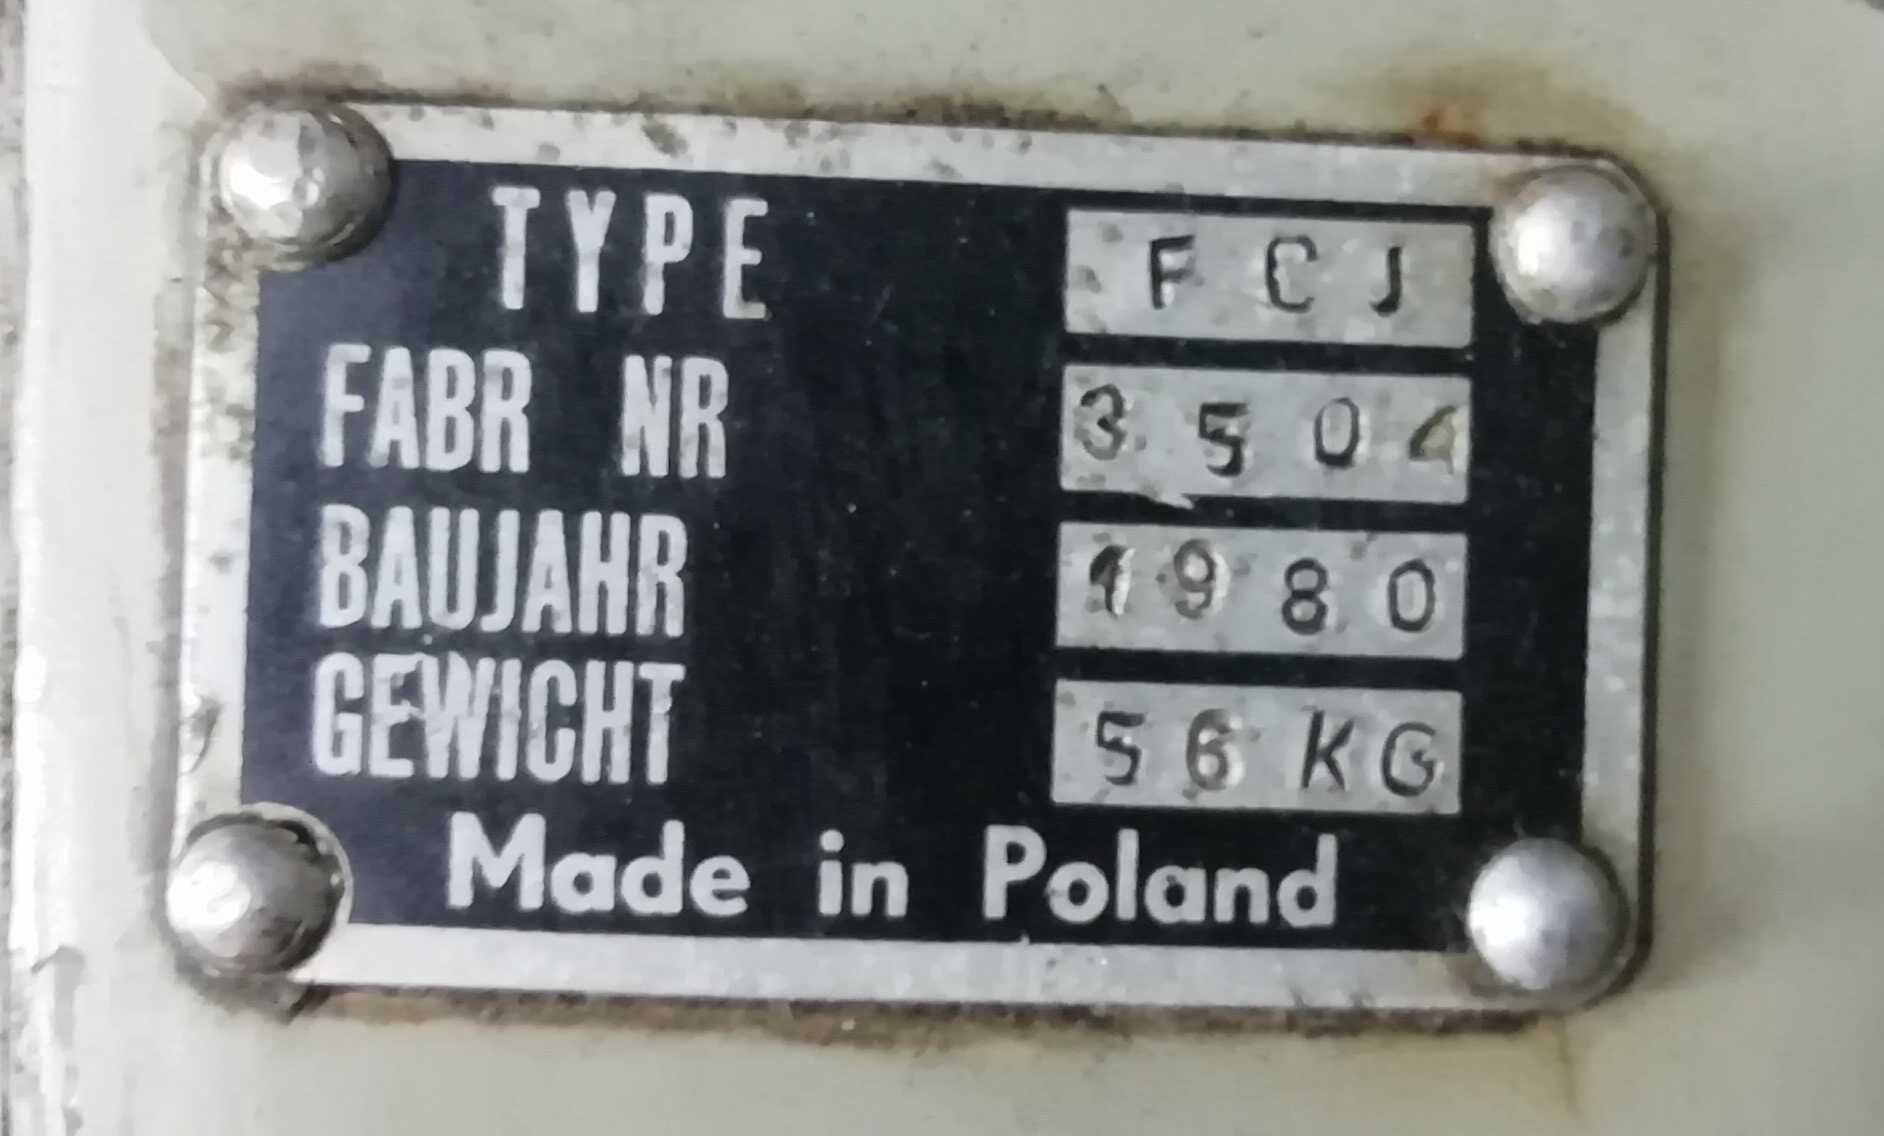 TYPE FCJ
FABR NR 3504
BAUJAHR 1980
GEWICHT 56 KG
Made in Poland